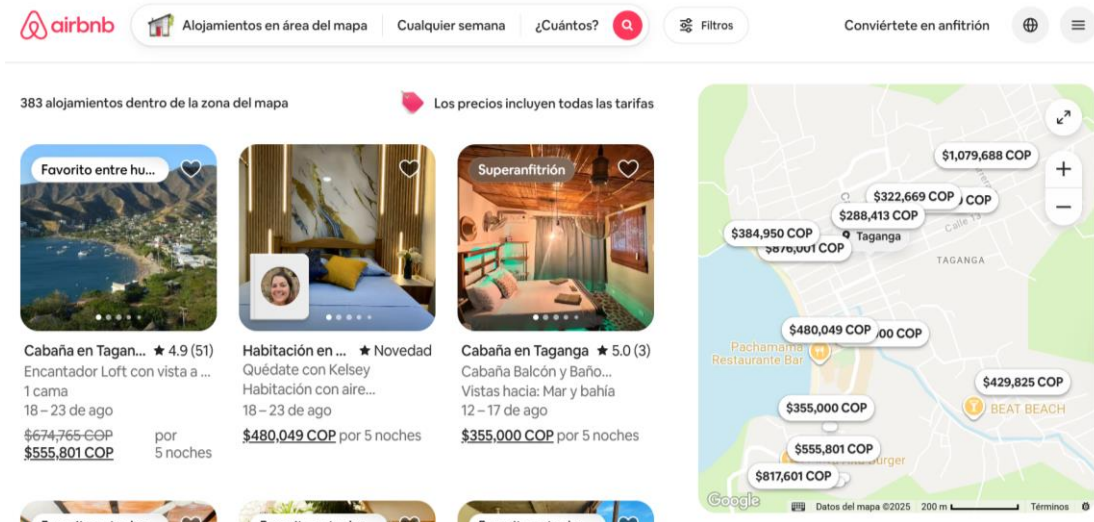 airbnb
Alojamientos en área del mapa
Cualquier semana
¿Cuántos?
Filtros
Conviértete en anfitrión
383 alojamientos dentro de la zona del mapa
Los precios incluyen todas las tarifas
Favorito entre hu...
Superanfitrión
Cabaña en Tagan... ★ 4.9 (51)
Encantador Loft con vista a ...
1 cama
18 – 23 de ago
$674,765 COP
$555,801 COP
por
5 noches
Habitación en ... ★ Novedad
Quédate con Kelsey
Habitación con aire...
18 – 23 de ago
$480,049 COP por 5 noches
Cabaña en Taganga ★ 5.0 (3)
Cabaña Balcón y Baño...
Vistas hacia: Mar y bahía
12 – 17 de ago
$355,000 COP por 5 noches
$1,079,688 COP
$322,669 COP
COP
$288,413 COP
Calle 13
$384,950 COP
Taganga
$876,001 COP
TAGANGA
$480,049 COP
00 COP
Pachamama
Restaurante Bar
$429,825 COP
$355,000 COP
BEAT BEACH
$555,801 COP
$817,601 COP
Google
Datos del mapa ©2025
200 m
Términos